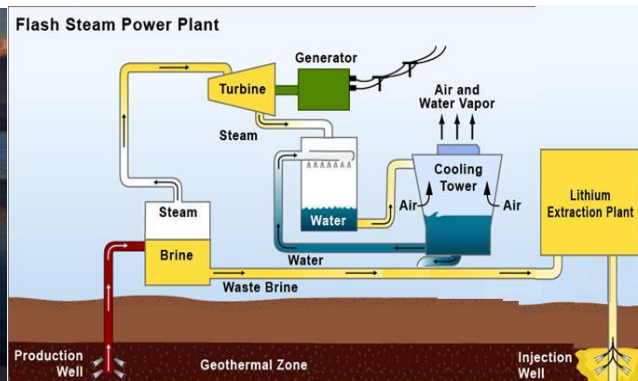 Flash Steam Power Plant
Generator
Turbine
Air and
Water Vapor
Steam
Cooling
Tower
Lithium
Extraction Plant
Steam
Water
Air
Air
Brine
Water
Waste Brine
Production
Well
Geothermal Zone
Injection
Well